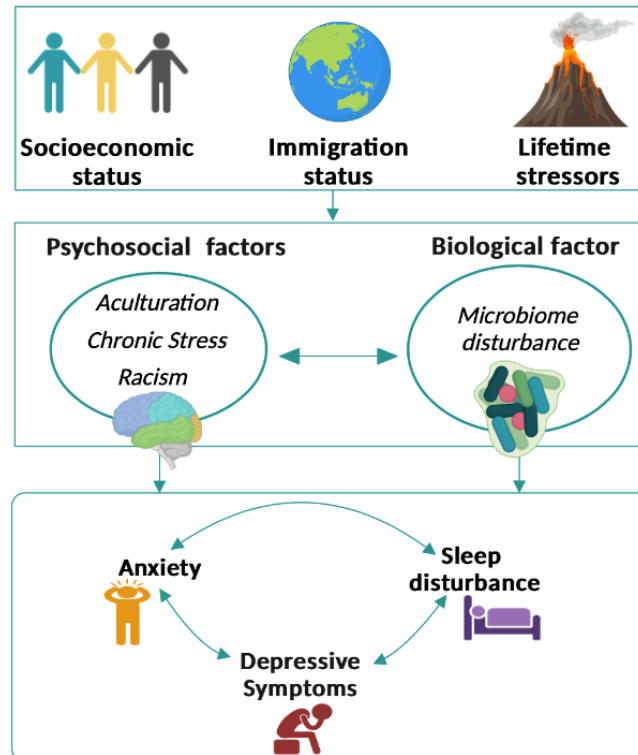 Socioeconomic
status
Immigration
status
Lifetime
stressors
Psychosocial factors
Biological factor
Aculturation
Chronic Stress
Racism
Microbiome
disturbance
Anxiety
Sleep
disturbance
Depressive
Symptoms